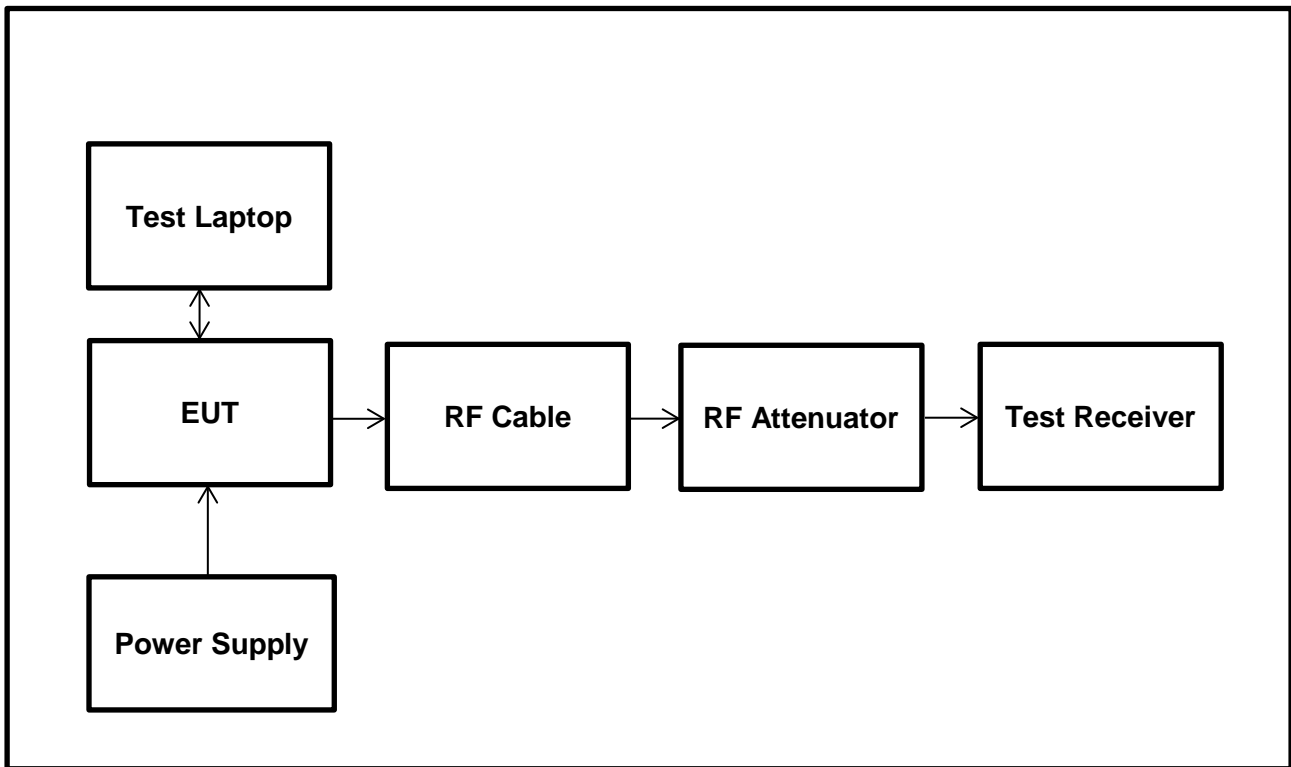 Test Laptop
EUT
RF Cable
RF Attenuator
Test Receiver
Power Supply